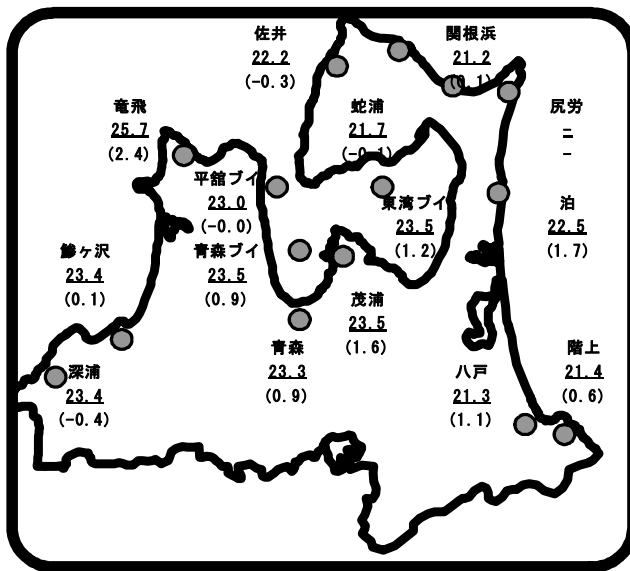 佐井
22.2
(-0.3)
関根浜
21.2
(0.1)
竜飛
25.7
(2.4)
蛇浦
21.7
(-0.1)
尻労
-
-
平舘ブイ
23.0
(-0.0)
東湾ブイ
23.5
(1.2)
泊
22.5
(1.7)
鰺ヶ沢
23.4
(0.1)
青森ブイ
23.5
(0.9)
茂浦
23.5
(1.6)
深浦
23.4
(-0.4)
青森
23.3
(0.9)
八戸
21.3
(1.1)
階上
21.4
(0.6)